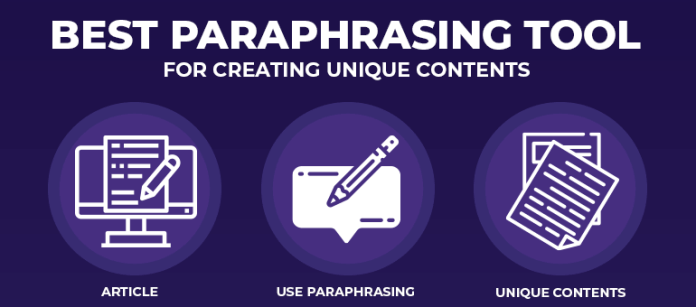 BEST PARAPHRASING TOOL
FOR CREATING UNIQUE CONTENTS
ARTICLE
USE PARAPHRASING
UNIQUE CONTENTS